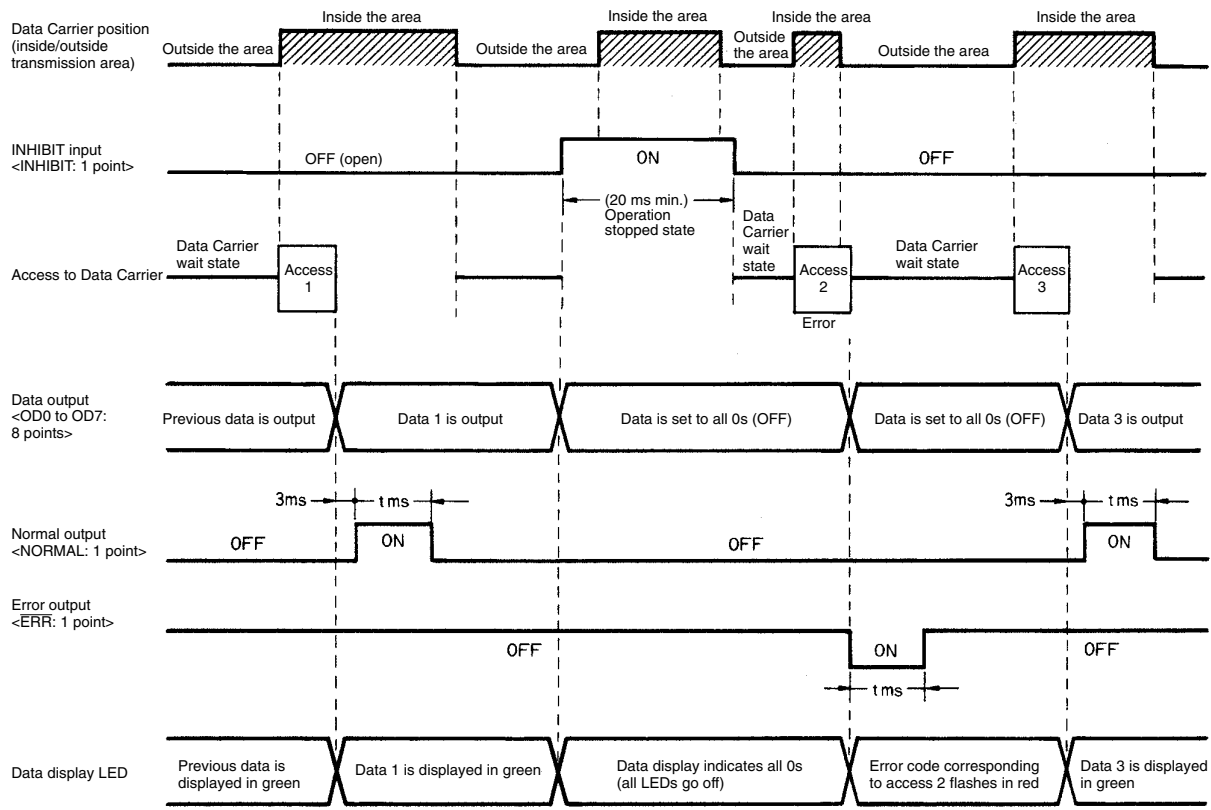 Inside the area
Inside the area
Inside the area
Inside the area
Data Carrier position
(inside/outside
transmission area)
Outside the area
Outside the area
Outside
the area
Outside the area
INHIBIT input
<INHIBIT: 1 point>
OFF (open)
ON
OFF
(20 ms min.)
Operation
stopped state
Access to Data Carrier
Data Carrier
wait state
Access
1
Data
Carrier
wait
state
Access
2
Error
Data Carrier
wait state
Access
3
Data output
<OD0 to OD7:
8 points>
Previous data is output
Data 1 is output
Data is set to all 0s (OFF)
Data is set to all 0s (OFF)
Data 3 is output
3ms
t ms
3ms
t ms
Normal output
<NORMAL: 1 point>
OFF
ON
OFF
ON
Error output
<ERR: 1 point>
OFF
ON
OFF
t ms
Data display LED
Previous data is
displayed in green
Data 1 is displayed in green
Data display indicates all 0s
(all LEDs go off)
Error code corresponding
to access 2 flashes in red
Data 3 is displayed
in green